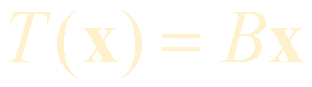 T(x) = Bx